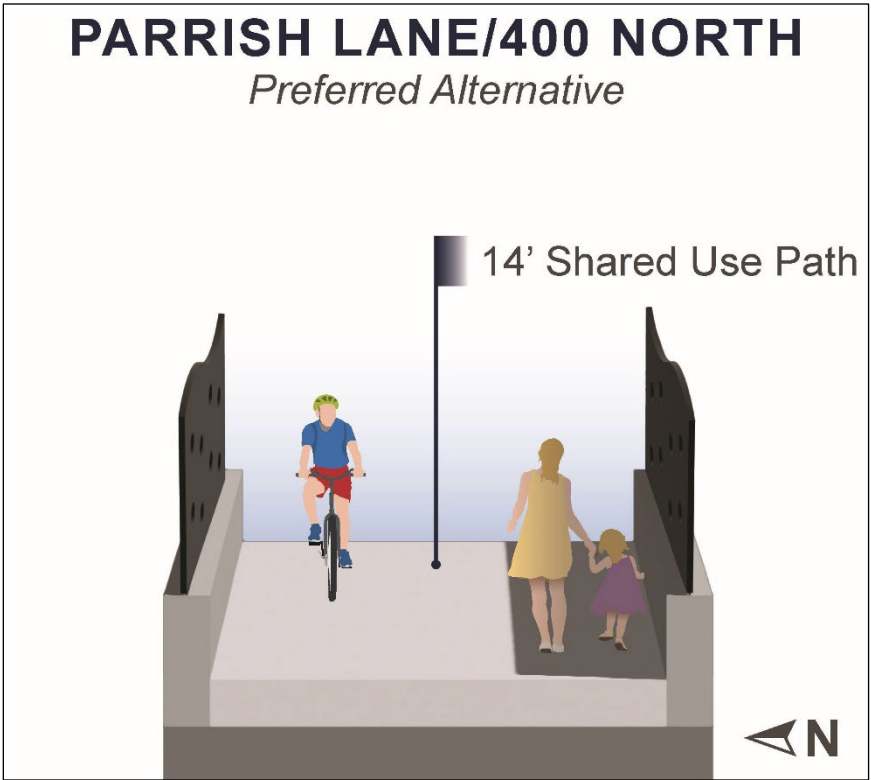 PARRISH LANE/400 NORTH
Preferred Alternative
14’ Shared Use Path
N